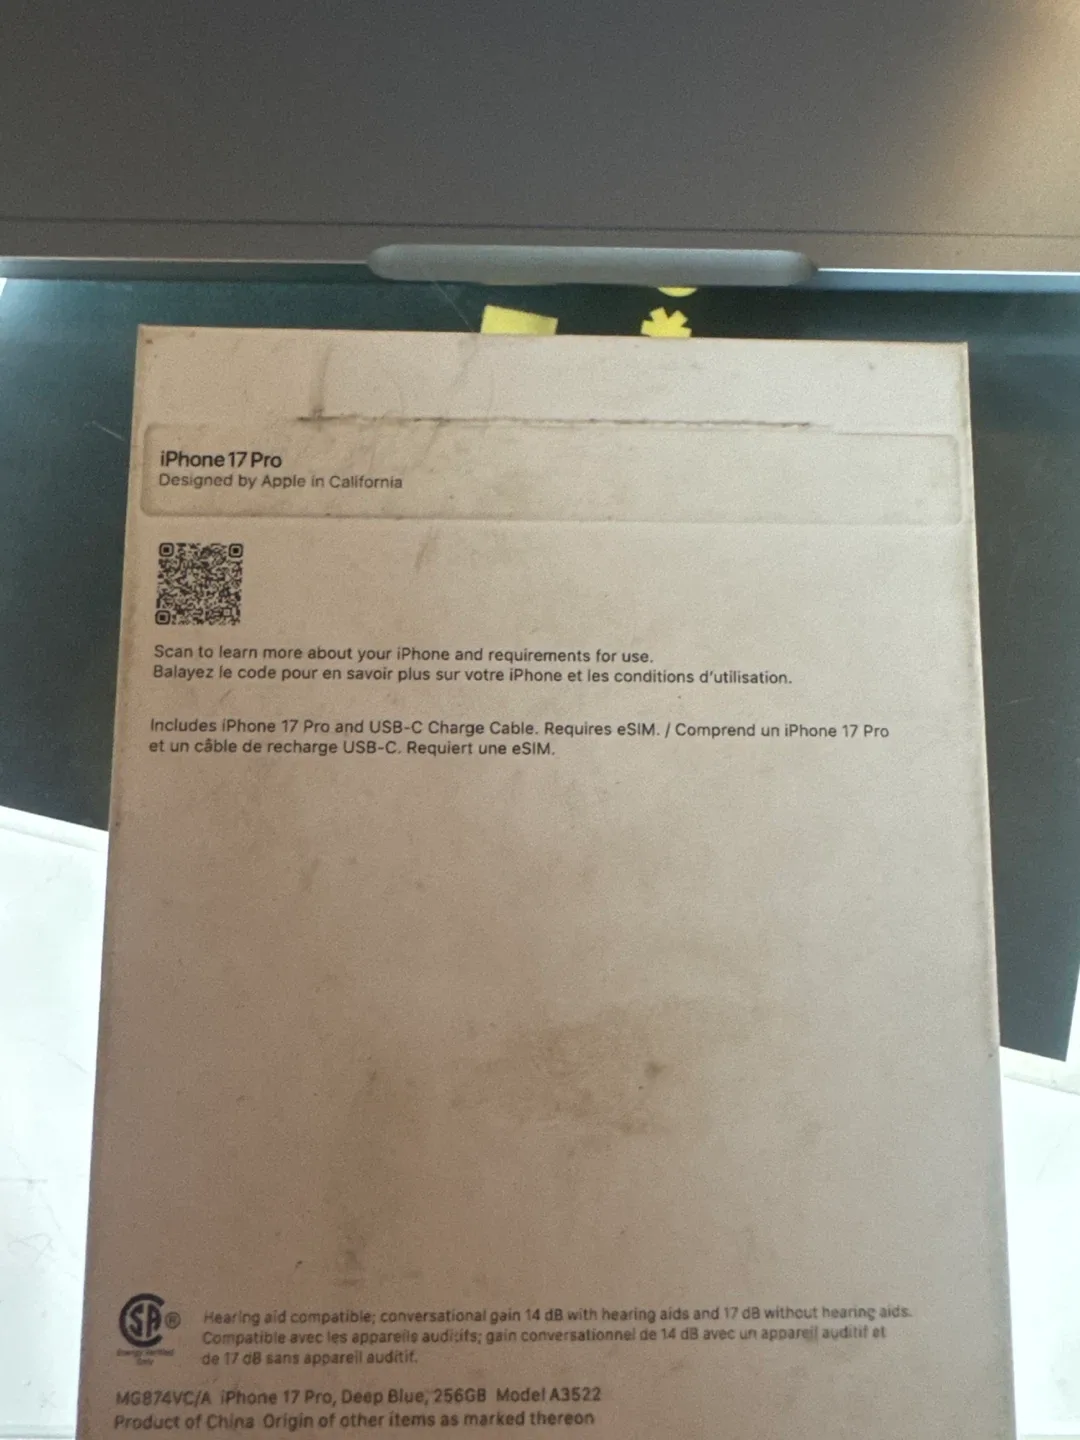 iPhone 17 Pro
Designed by Apple in California
Scan to learn more about your iPhone and requirements for use.
Balayez le code pour en savoir plus sur votre iPhone et les conditions d'utilisation.
Includes iPhone 17 Pro and USB-C Charge Cable. Requires eSIM. / Comprend un iPhone 17 Pro
et un câble de recharge USB-C. Requiert une eSIM.
SA®
Energy Verified
Only
Hearing aid compatible; conversational gain 14 dB with hearing aids and 17 dB without hearing aids.
Compatible avec les appareils auditifs; gain conversationnel de 14 dB avec un appareil auditif et
de 17 dB sans appareil auditif.
MG874VC/A iPhone 17 Pro, Deep Blue, 256GB Model A3522
Product of China Origin of other items as marked thereon